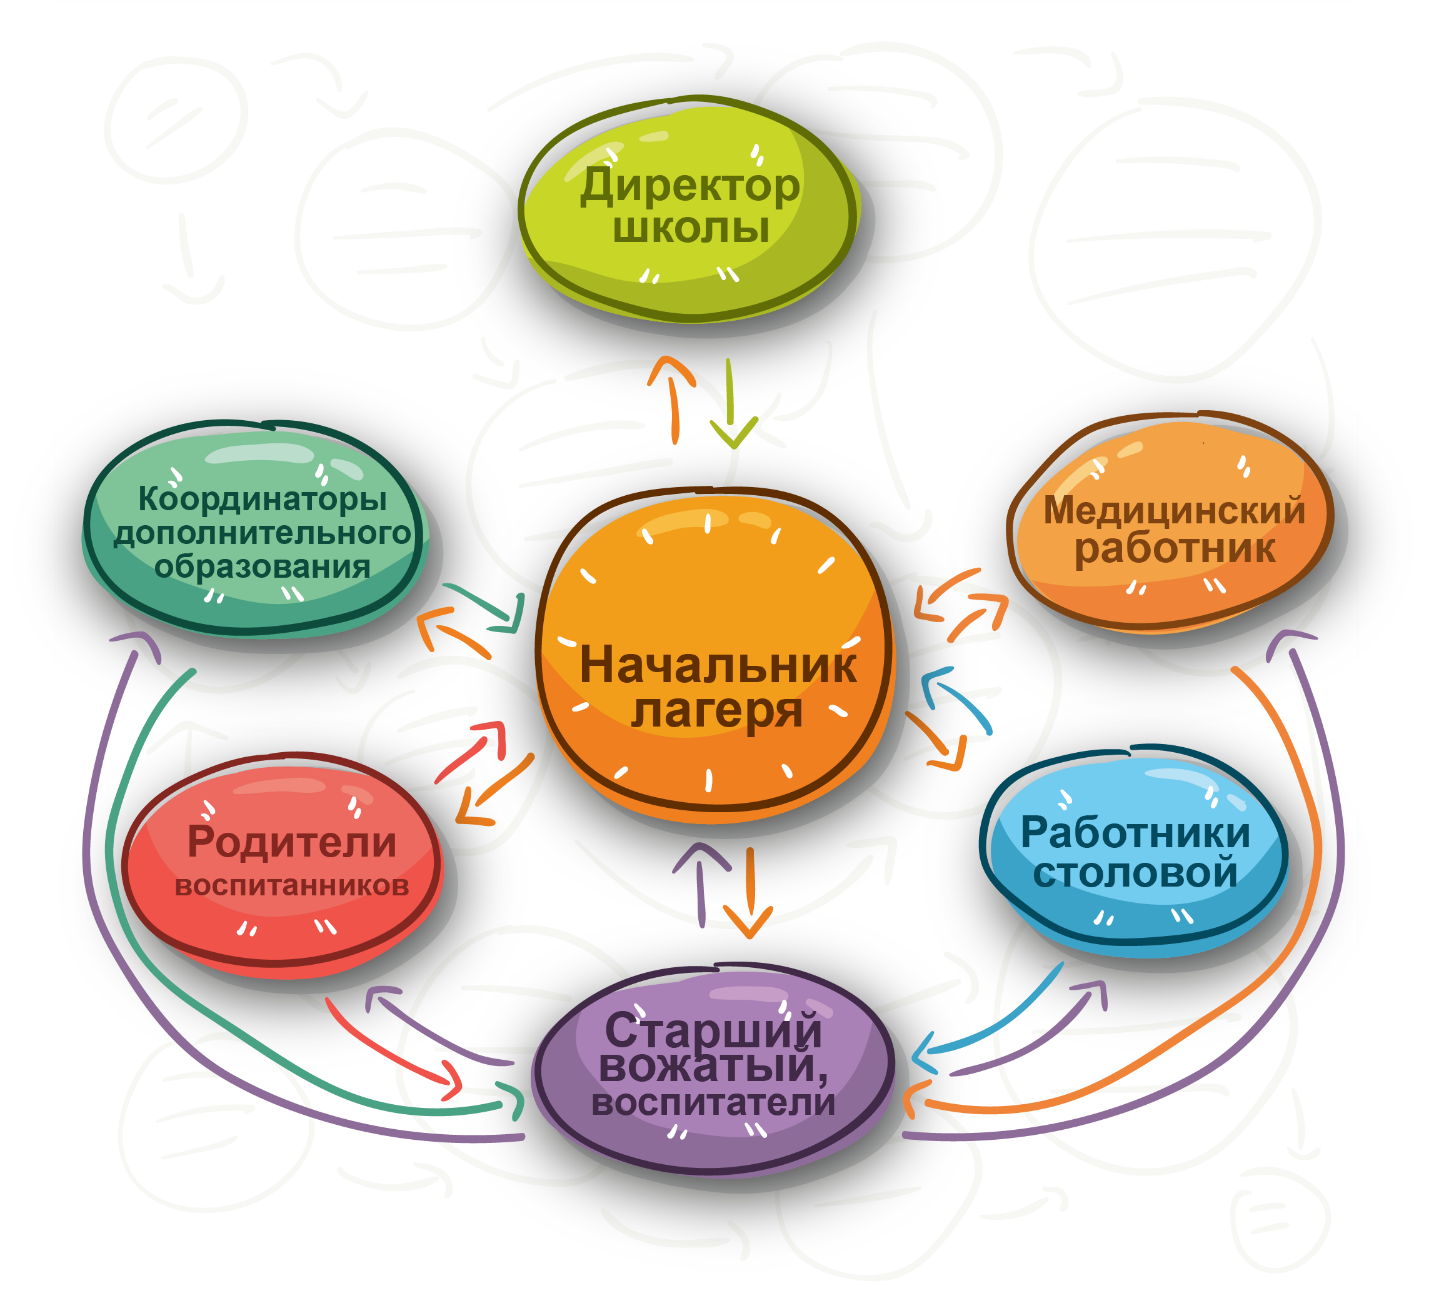 Директор
школы
Координаторы
дополнительного
образования
Медицинский
работник
Начальник
лагеря
Родители
воспитанников
Работники
столовой
Старший
вожатый,
воспитатели